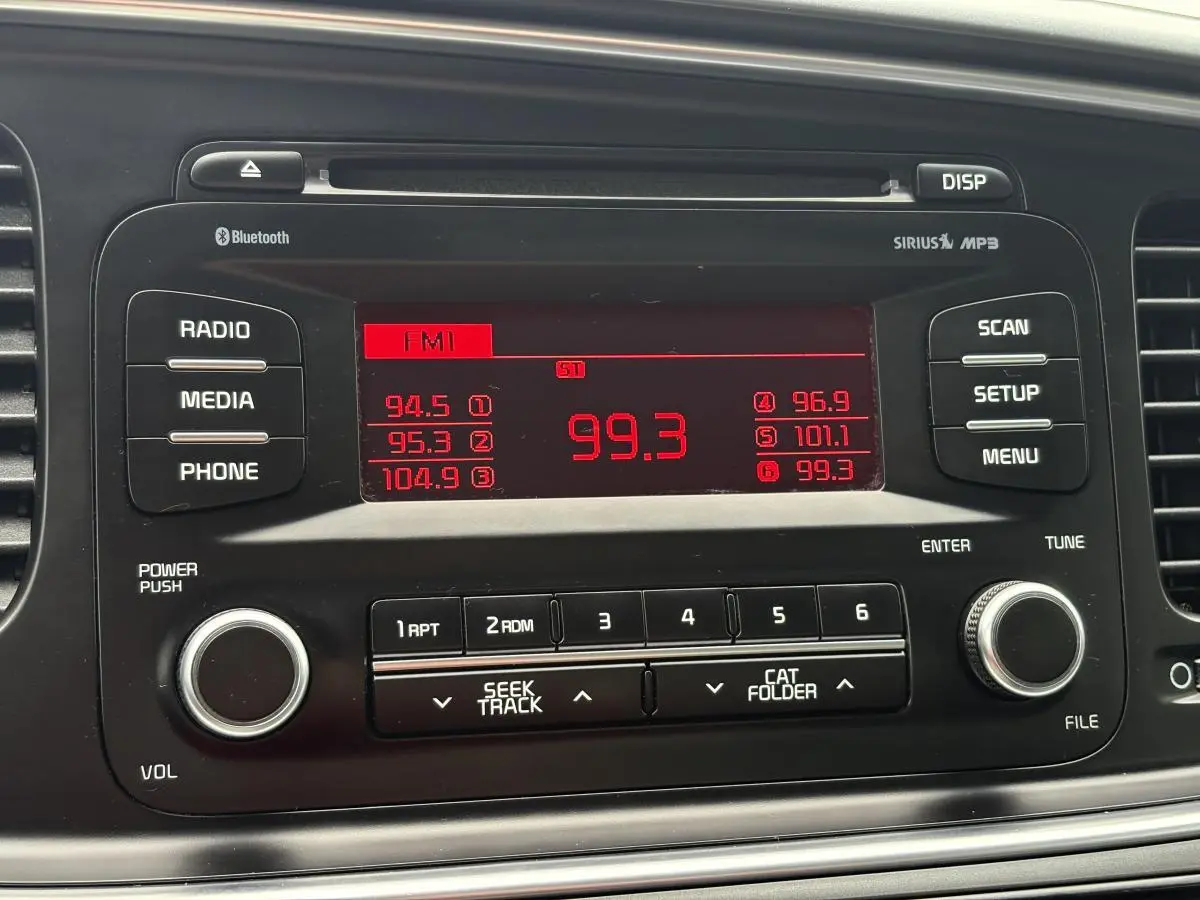 DISP
Bluetooth
SIRIUS MP3
RADIO
MEDIA
PHONE
FM1
ST
94.5 1
95.3 2
104.9 3
99.3
4 96.9
5 101.1
6 99.3
SCAN
SETUP
MENU
POWER
PUSH
VOL
1 RPT
2 RDM
3
4
5
6
SEEK
TRACK
CAT
FOLDER
ENTER
TUNE
FILE